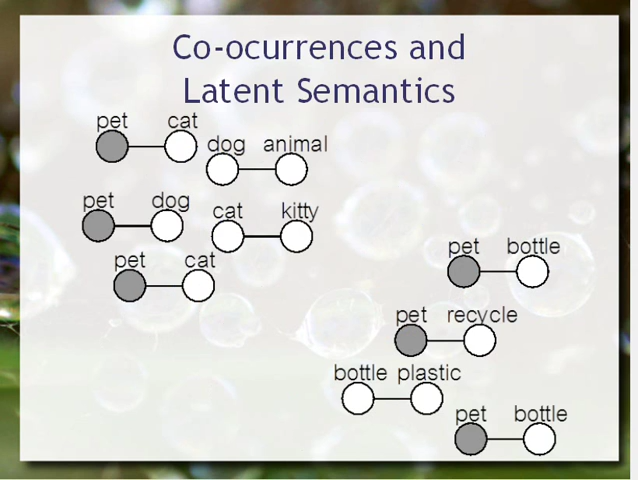 Co-ocurrences and
Latent Semantics
pet cat
dog animal
pet dog
cat kitty
pet cat
pet bottle
pet recycle
bottle plastic
pet bottle